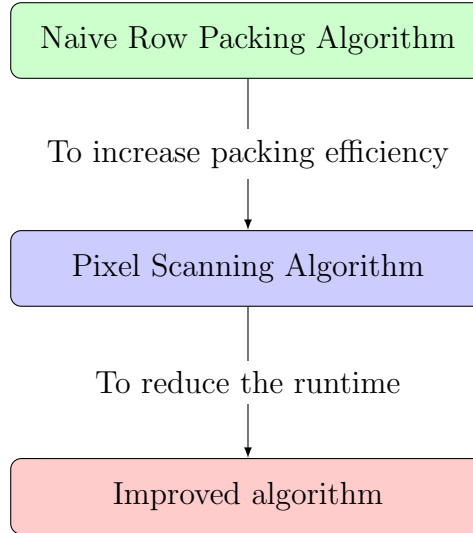 Naive Row Packing Algorithm
To increase packing efficiency
Pixel Scanning Algorithm
To reduce the runtime
Improved algorithm